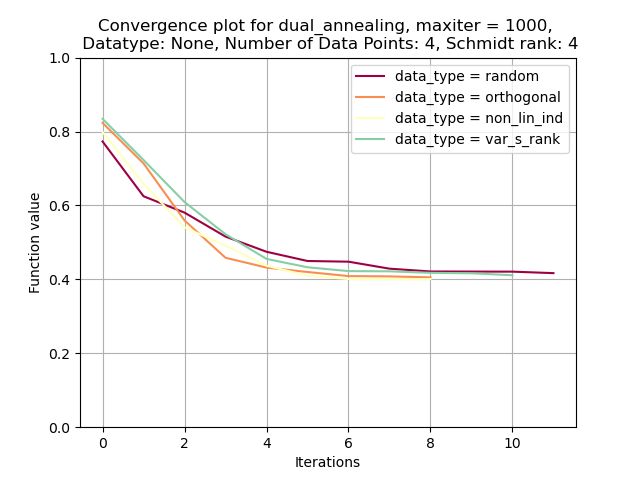 Convergence plot for dual_annealing, maxiter = 1000,
Datatype: None, Number of Data Points: 4, Schmidt rank: 4
1.0
0.8
0.6
0.4
0.2
0.0
Function value
data_type = random
data_type = orthogonal
data_type = non_lin_ind
data_type = var_s_rank
0 2 4 6 8 10
Iterations